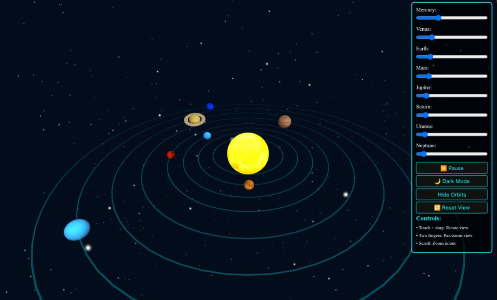 Mercury:
Venus:
Earth:
Mars:
Jupiter:
Saturn:
Uranus:
Neptune:
Pause
Dark Mode
Hide Orbits
Reset View
Controls:
• Touch + drag: Rotate view
• Two fingers: Pan/zoom view
• Scroll: Zoom in/out